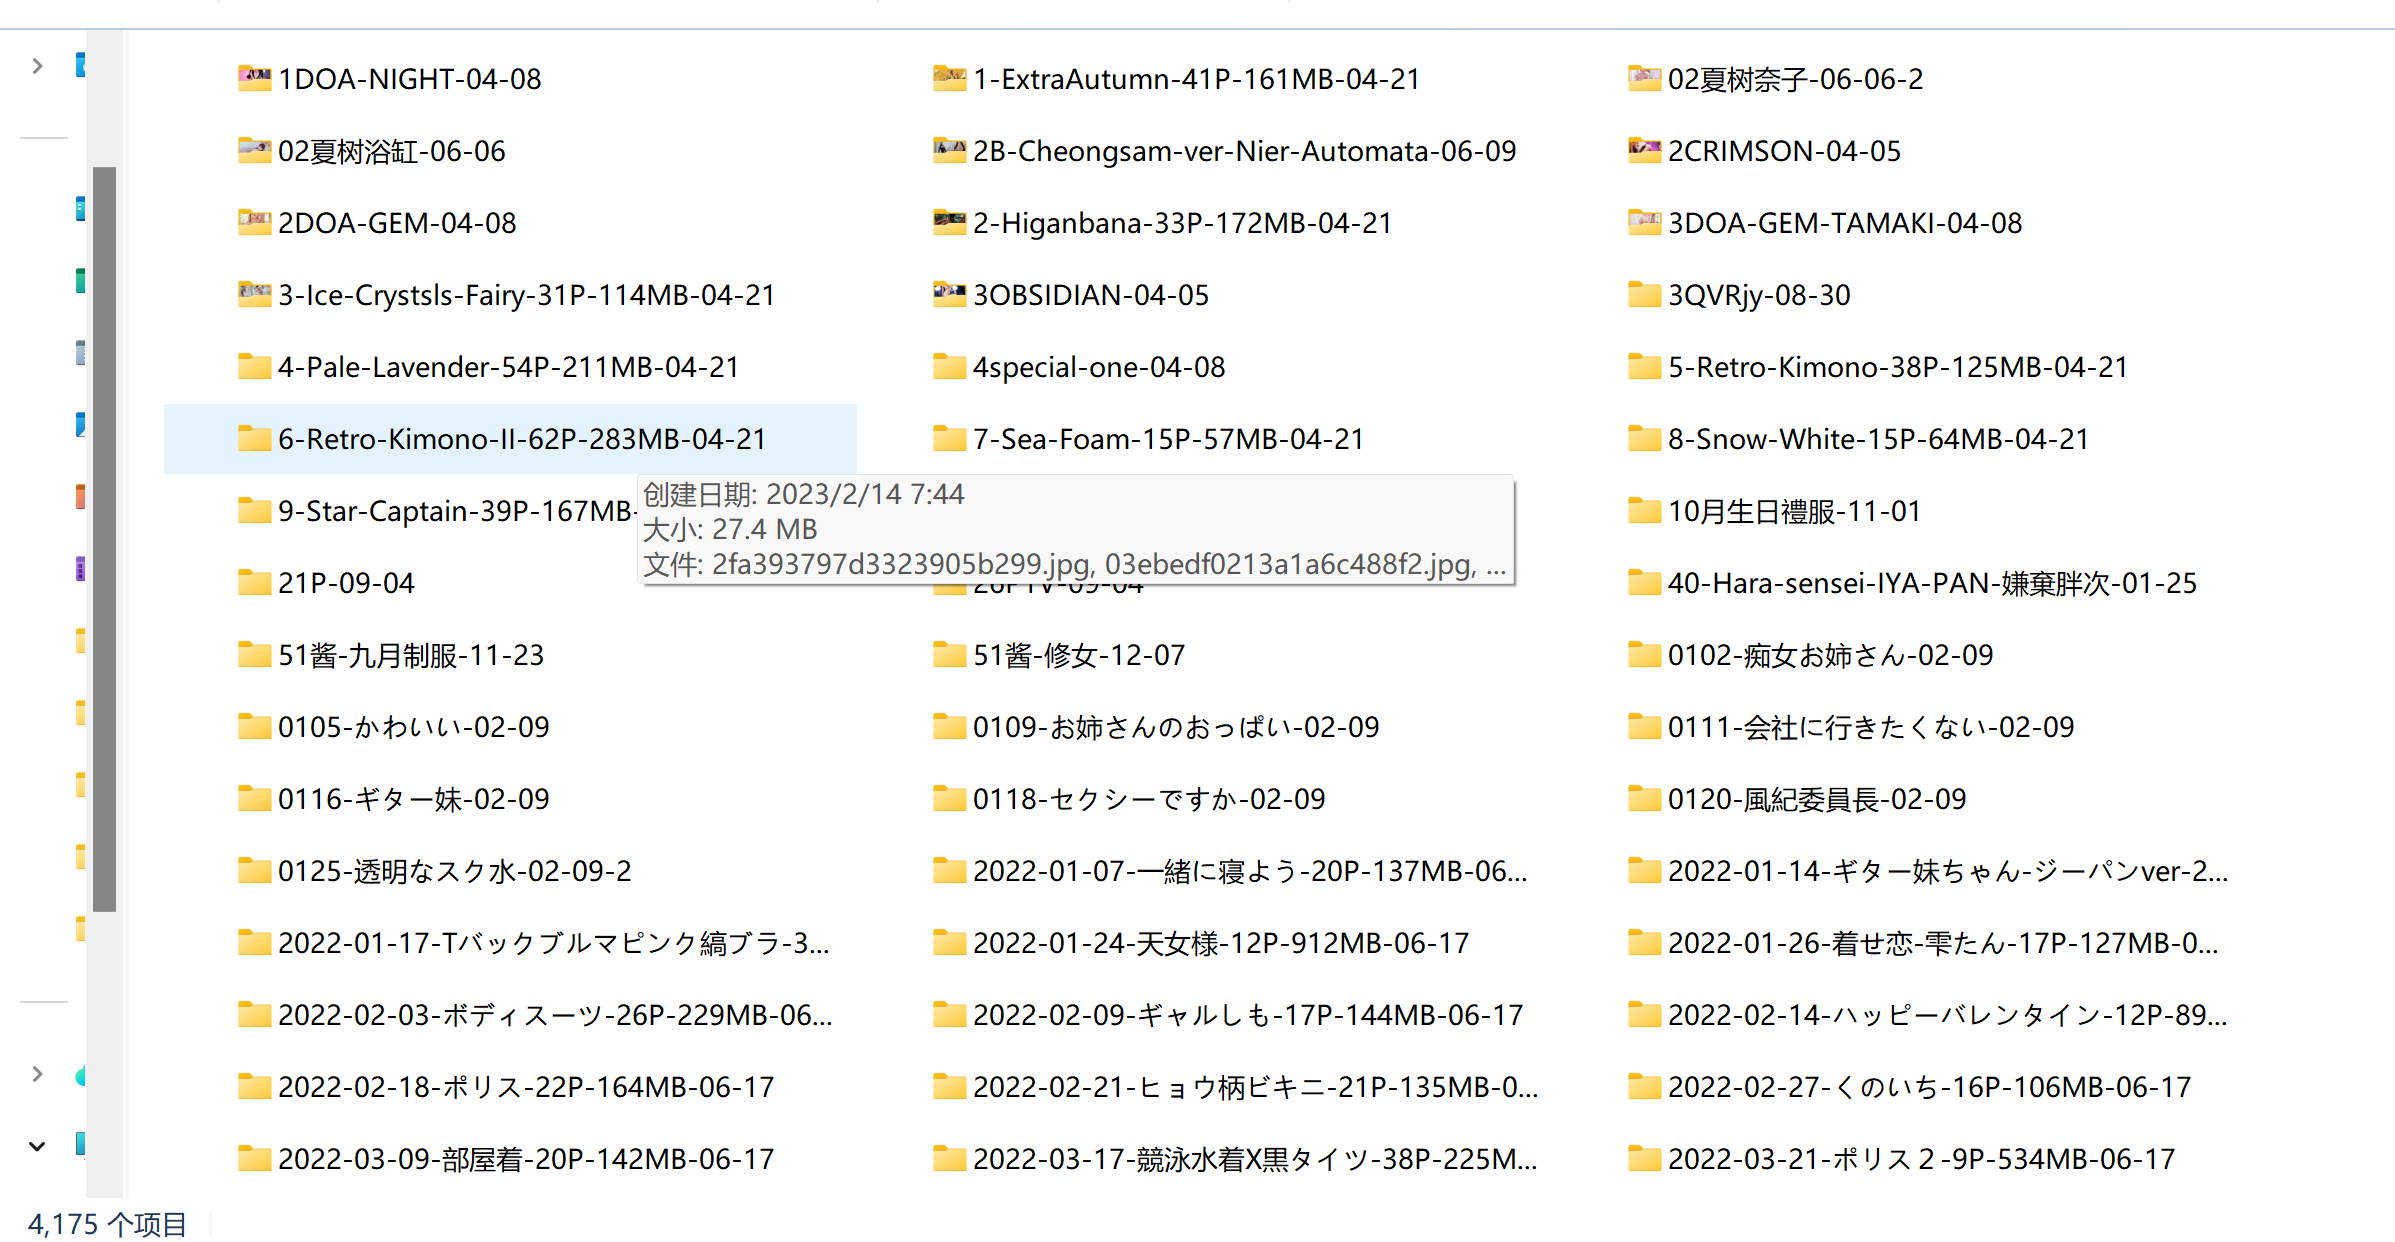 1DOA-NIGHT-04-08
1-ExtraAutumn-41P-161MB-04-21
02夏树奈子-06-06-2
02夏树浴缸-06-06
2B-Cheongsam-ver-Nier-Automata-06-09
2CRIMSON-04-05
2DOA-GEM-04-08
2-Higanbana-33P-172MB-04-21
3DOA-GEM-TAMAKI-04-08
3-Ice-Crystsls-Fairy-31P-114MB-04-21
3OBSIDIAN-04-05
3QVRjy-08-30
4-Pale-Lavender-54P-211MB-04-21
4special-one-04-08
5-Retro-Kimono-38P-125MB-04-21
6-Retro-Kimono-II-62P-283MB-04-21
7-Sea-Foam-15P-57MB-04-21
8-Snow-White-15P-64MB-04-21
创建日期: 2023/2/14 7:44
大小: 27.4 MB
文件: 2fa393797d3323905b299.jpg, 03ebedf0213a1a6c488f2.jpg, ...
9-Star-Captain-39P-167MB-
10月生日禮服-11-01
21P-09-04
26P1V-09-04
40-Hara-sensei-IYA-PAN-嫌棄胖次-01-25
51酱-九月制服-11-23
51酱-修女-12-07
0102-痴女お姉さん-02-09
0105-かわいい-02-09
0109-お姉さんのおっぱい-02-09
0111-会社に行きたくない-02-09
0116-ギター妹-02-09
0118-セクシーですか-02-09
0120-風紀委員長-02-09
0125-透明なスク水-02-09-2
2022-01-07-一緒に寝よう-20P-137MB-06...
2022-01-14-ギター妹ちゃん-ジーパンver-2...
2022-01-17-Tバックブルマピンク縞ブラ-3...
2022-01-24-天女様-12P-912MB-06-17
2022-01-26-着せ恋-雫たん-17P-127MB-0...
2022-02-03-ボディスーツ-26P-229MB-06...
2022-02-09-ギャルしも-17P-144MB-06-17
2022-02-14-ハッピーバレンタイン-12P-89...
2022-02-18-ポリス-22P-164MB-06-17
2022-02-21-ヒョウ柄ビキニ-21P-135MB-0...
2022-02-27-くのいち-16P-106MB-06-17
2022-03-09-部屋着-20P-142MB-06-17
2022-03-17-競泳水着X黒タイツ-38P-225M...
2022-03-21-ポリス２-9P-534MB-06-17
4,175 个项目